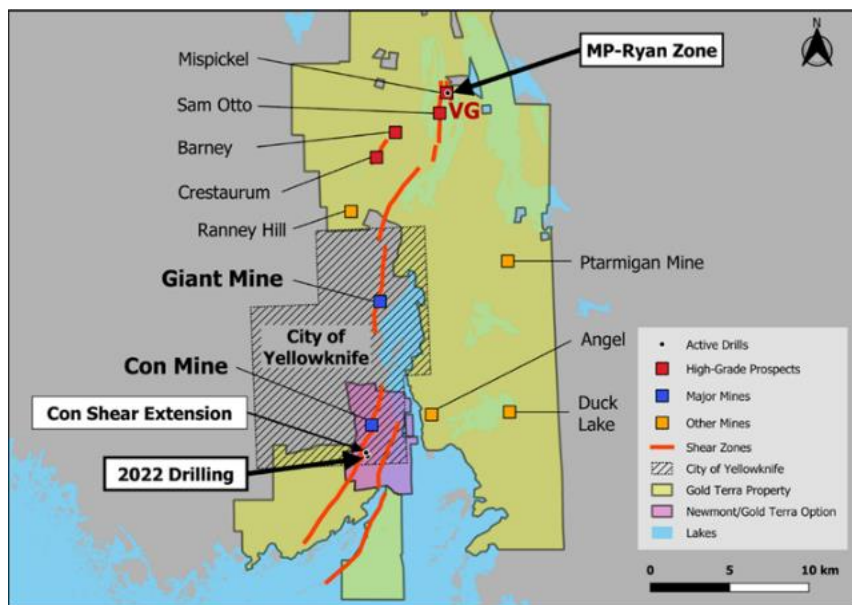 N
MP-Ryan Zone
Mispickel
Sam Otto
VG
Barney
Crestaurum
Ranney Hill
Ptarmigan Mine
Giant Mine
City of
Yellowknife
Angel
Con Mine
Duck
Lake
Con Shear Extension
2022 Drilling
Active Drills
High-Grade Prospects
Major Mines
Other Mines
Shear Zones
City of Yellowknife
Gold Terra Property
Newmont/Gold Terra Option
Lakes
0 5 10 km